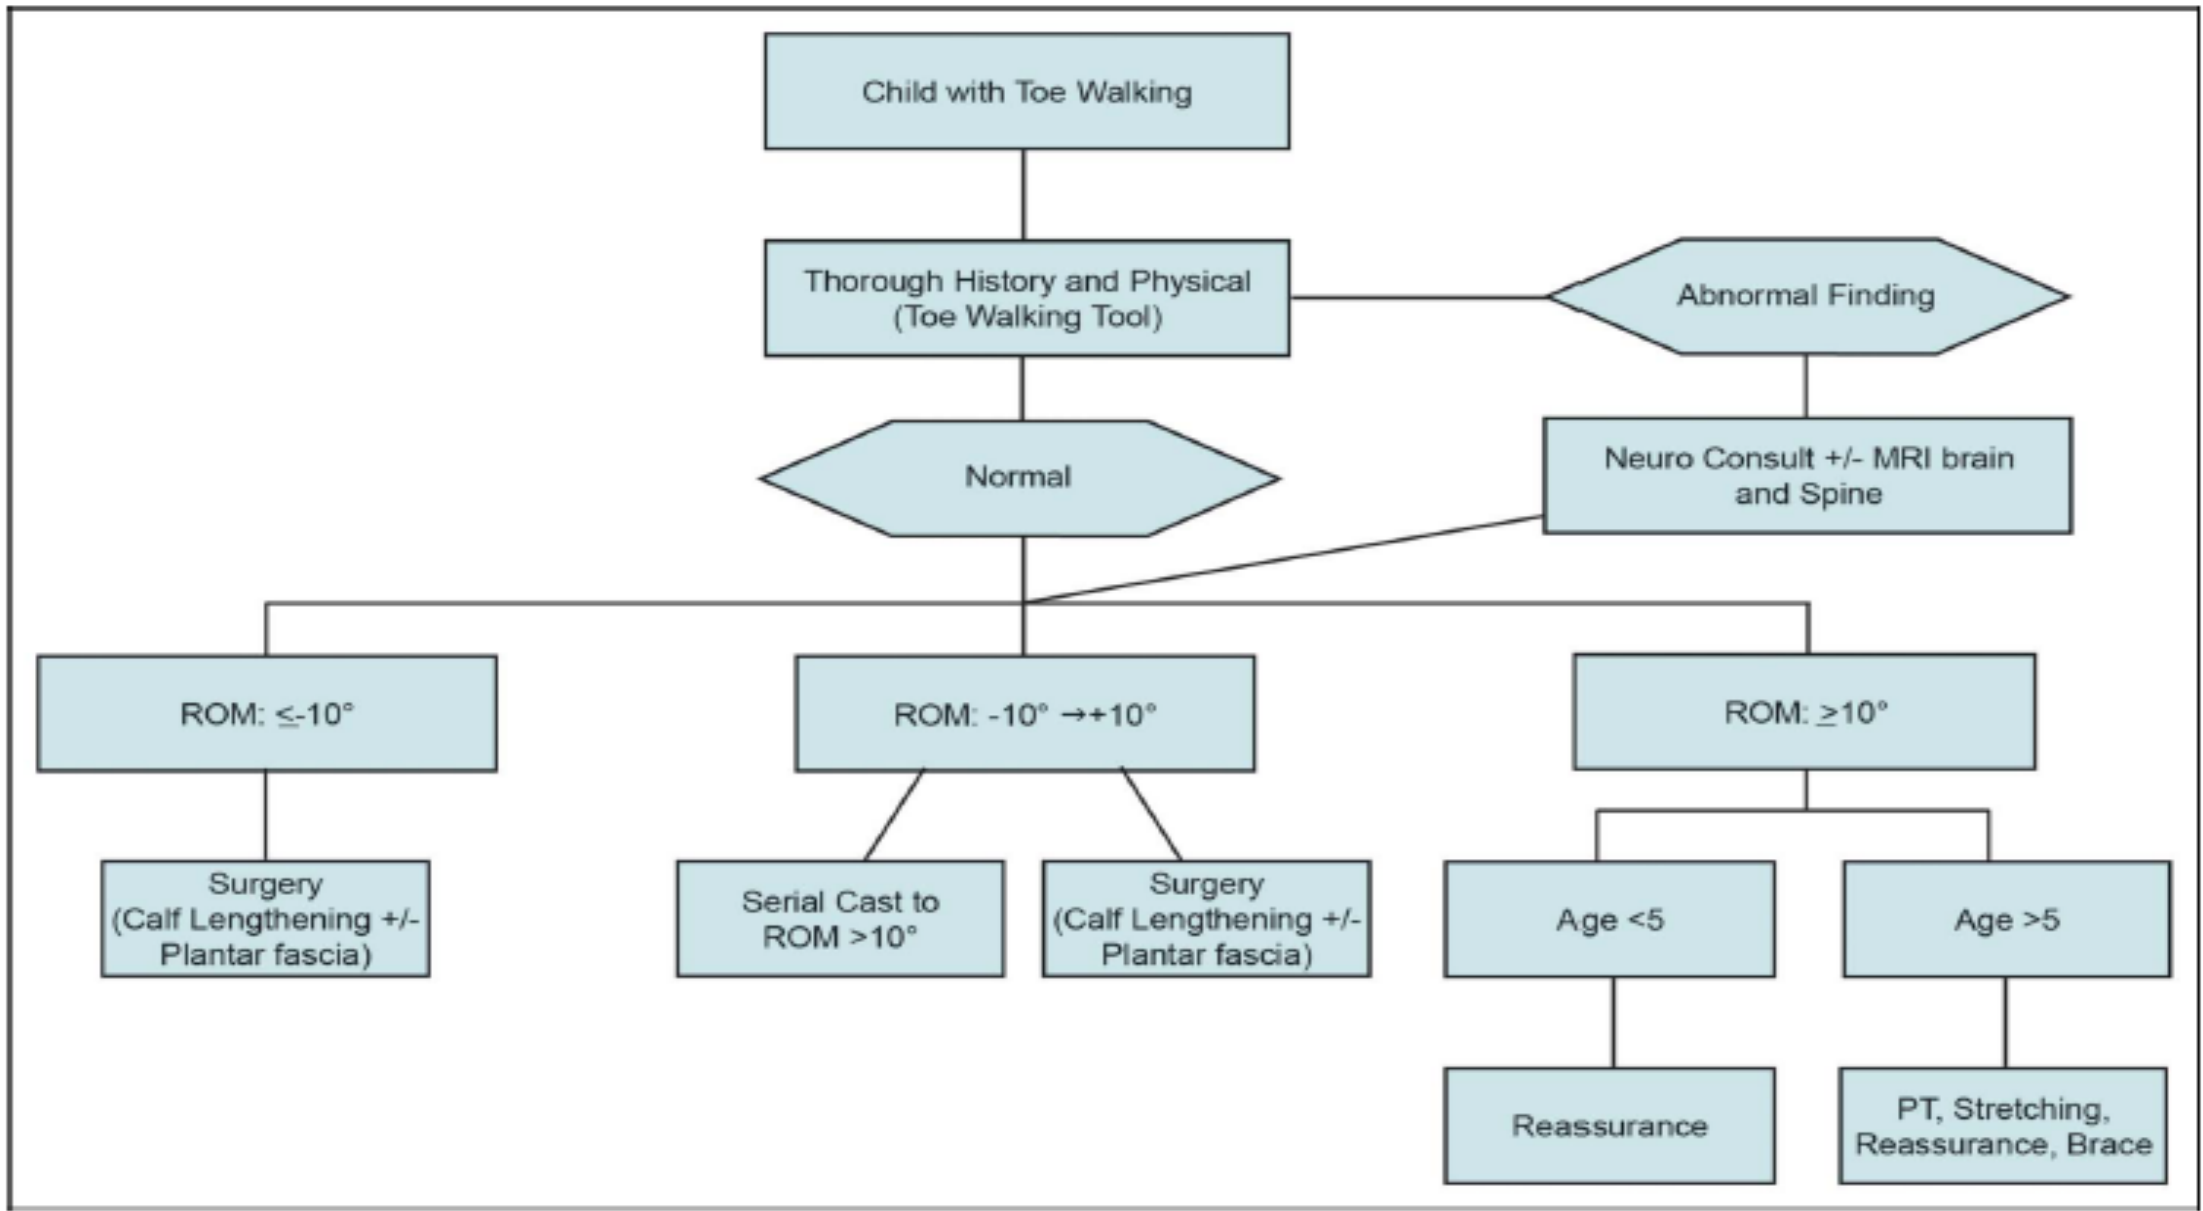 Child with Toe Walking
Thorough History and Physical
(Toe Walking Tool)
Abnormal Finding
Normal
Neuro Consult +/- MRI brain
and Spine
ROM: ≤-10°
ROM: -10° →+10°
ROM: ≥10°
Surgery
(Calf Lengthening +/-
Plantar fascia)
Serial Cast to
ROM >10°
Surgery
(Calf Lengthening +/-
Plantar fascia)
Age <5
Age >5
Reassurance
PT, Stretching,
Reassurance, Brace